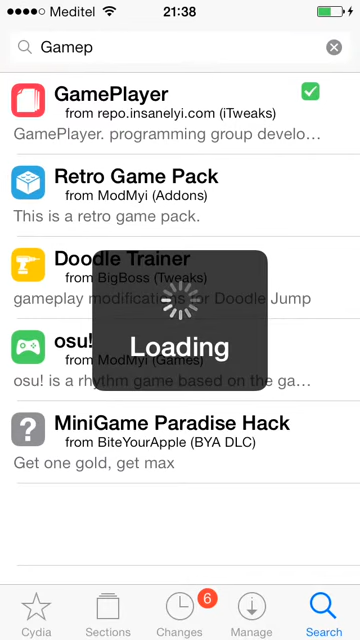 Meditel 21:38
Gamep
GamePlayer
from repo.insanelyi.com (iTweaks)
GamePlayer. programming group develo...
Retro Game Pack
from ModMyi (Addons)
This is a retro game pack.
Doodle Trainer
from BigBoss (Tweaks)
gameplay modifications for Doodle Jump
Loading
osu!
from ModMyi (Games)
osu! is a rhythm game based on the ga...
?
MiniGame Paradise Hack
from BiteYourApple (BYA DLC)
Get one gold, get max
6
Cydia Sections Changes Manage Search